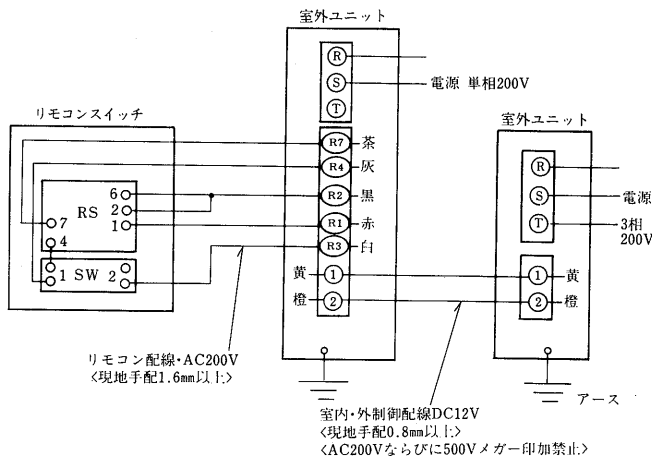 室外ユニット
R
S
T
電源 単相200V
リモコンスイッチ
室外ユニット
R7 茶
R4 灰
R2 黒
R1 赤
R3 白
黄 1
橙 2
6
2
1
RS
7
4
1 SW 2
R
S
T
電源
3相
200V
1 黄
2 橙
リモコン配線・AC200V
<現地手配1.6mm以上>
アース
室内・外制御配線DC12V
<現地手配0.8mm以上>
<AC200Vならびに500Vメガー印加禁止>